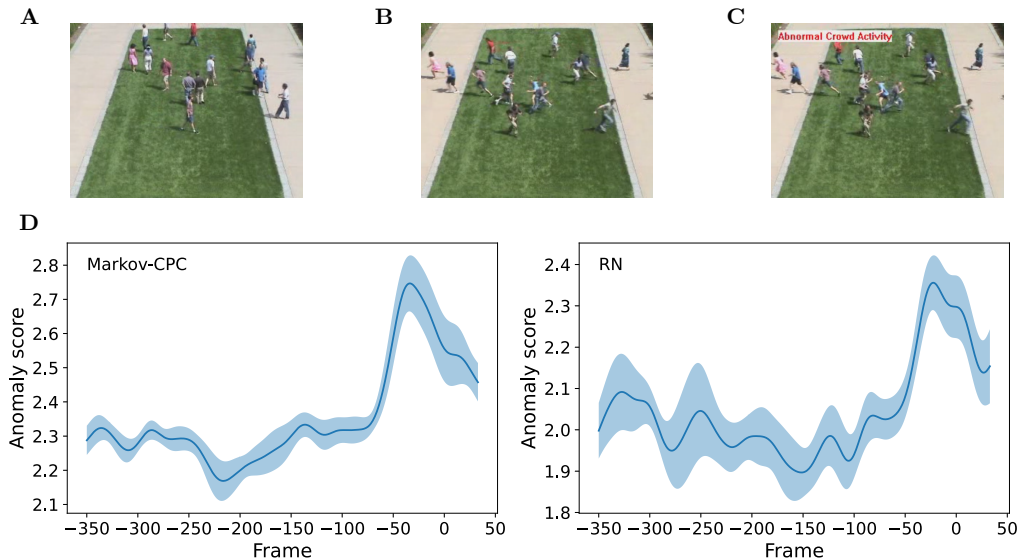 A
B
C
Abnormal Crowd Activity
D
Markov-CPC
Anomaly score
2.8
2.7
2.6
2.5
2.4
2.3
2.2
2.1
−350 −300 −250 −200 −150 −100 −50 0 50
Frame
RN
Anomaly score
2.4
2.3
2.2
2.1
2.0
1.9
1.8
−350 −300 −250 −200 −150 −100 −50 0 50
Frame